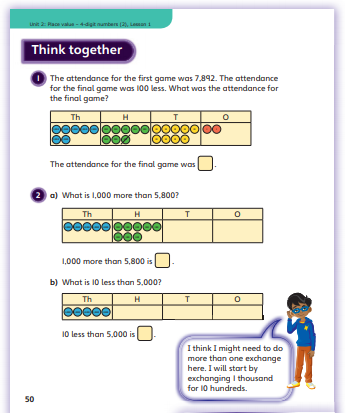 Unit 2: Place value – 4-digit numbers (2), Lesson 1
Think together
1 The attendance for the first game was 7,892. The attendance
for the final game was 100 less. What was the attendance for
the final game?
Th H T O
The attendance for the final game was .
2 a) What is 1,000 more than 5,800?
Th H T O
1,000 more than 5,800 is .
b) What is 10 less than 5,000?
Th H T O
10 less than 5,000 is .
I think I might need to do
more than one exchange
here. I will start by
exchanging 1 thousand
for 10 hundreds.
50